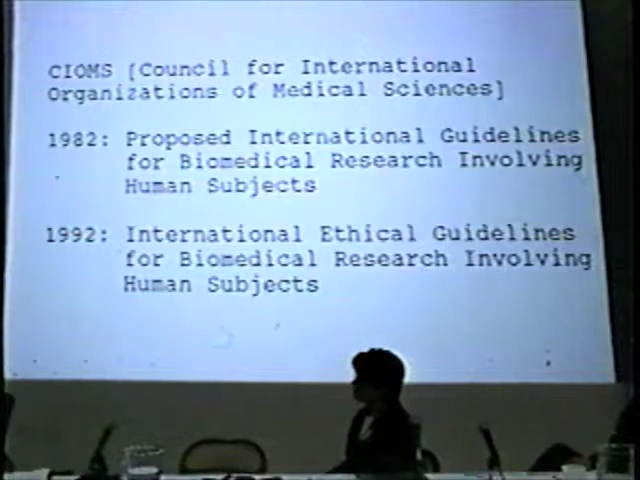 CIOMS [Council for International
Organizations of Medical Sciences]
1982: Proposed International Guidelines
for Biomedical Research Involving
Human Subjects
1992: International Ethical Guidelines
for Biomedical Research Involving
Human Subjects